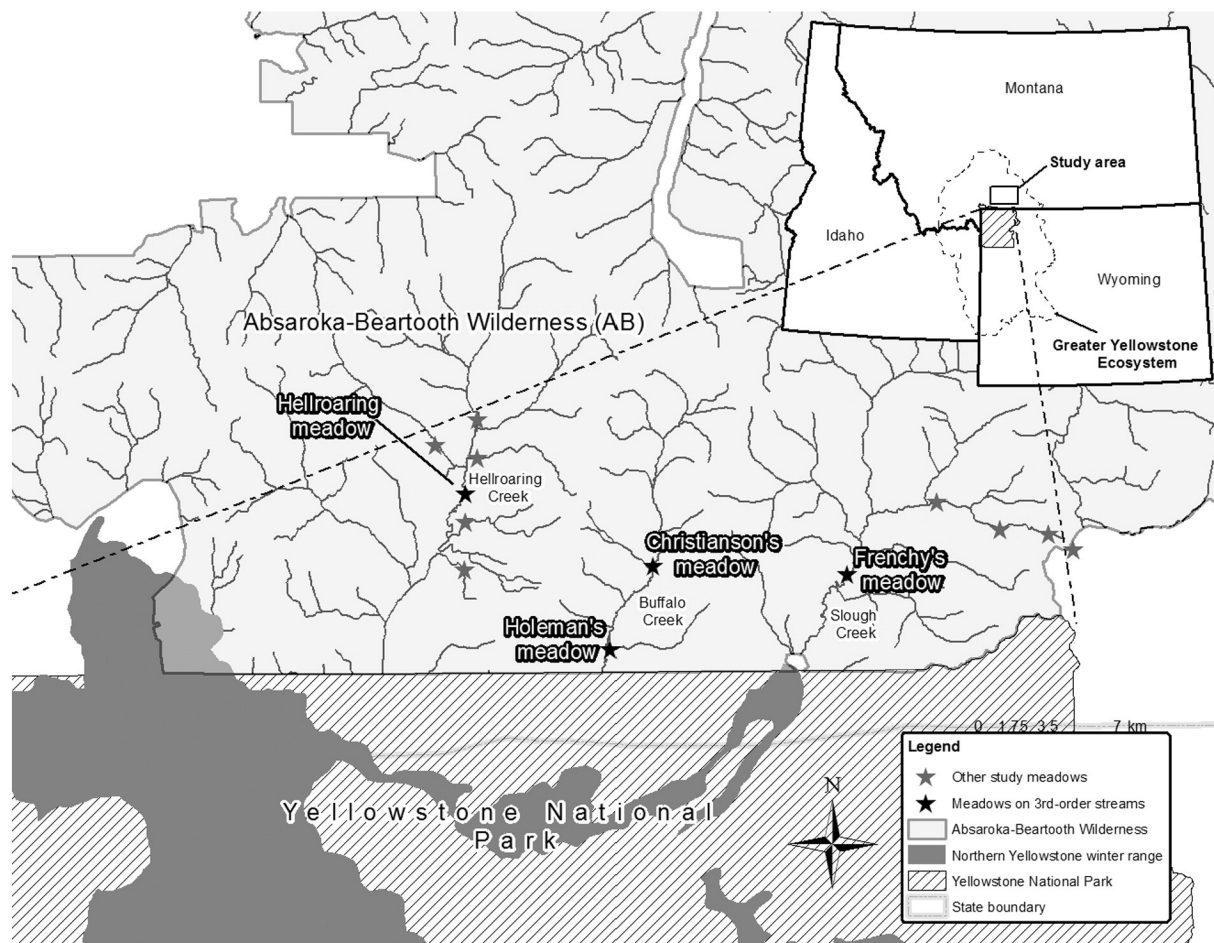 Montana
Study area
Idaho
Wyoming
Greater Yellowstone
Ecosystem
Absaroka-Beartooth Wilderness (AB)
Hellroaring
meadow
Hellroaring
Creek
Christianson's
meadow
Frenchy's
meadow
Buffalo
Creek
Slough
Creek
Holeman's
meadow
0 1.75 3.5 7 km
Yellowstone National
Park
N
Legend
Other study meadows
Meadows on 3rd-order streams
Absaroka-Beartooth Wilderness
Northern Yellowstone winter range
Yellowstone National Park
State boundary